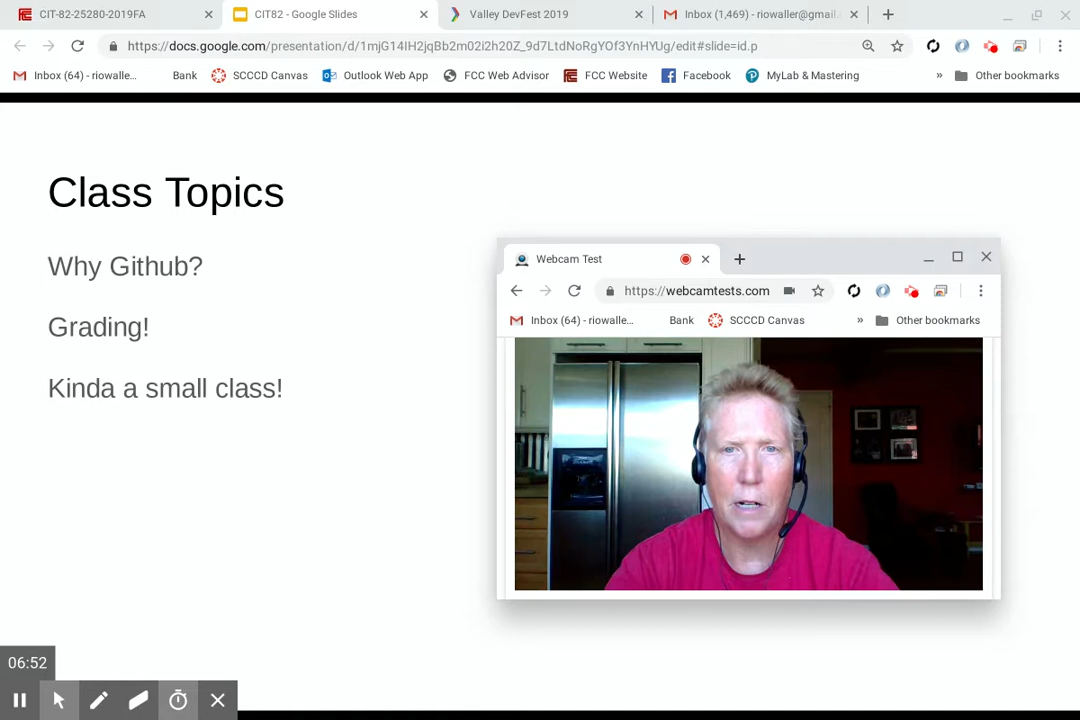 CIT-82-25280-2019FA
CIT82 - Google Slides
Valley DevFest 2019
Inbox (1,469) - riowaller@gmail.
https://docs.google.com/presentation/d/1mjG14IH2jqBb2m02i2h20Z_9d7LtdNoRgYOf3YnHYUg/edit#slide=id.p
Inbox (64) - riowalle...
Bank
SCCCD Canvas
Outlook Web App
FCC Web Advisor
FCC Website
Facebook
MyLab & Mastering
»
Other bookmarks
Class Topics
Why Github?
Grading!
Kinda a small class!
Webcam Test
https://webcamtests.com
Inbox (64) - riowalle...
Bank
SCCCD Canvas
»
Other bookmarks
06:52